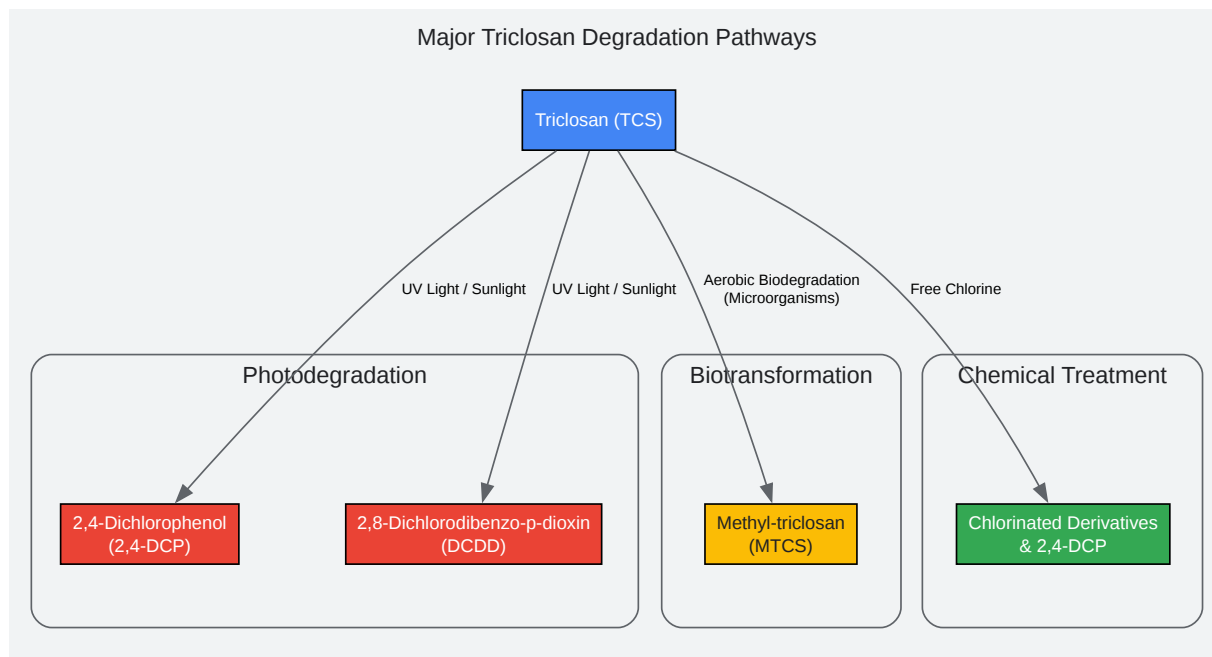 Major Triclosan Degradation Pathways
Triclosan (TCS)
UV Light / Sunlight
UV Light / Sunlight
Aerobic Biodegradation
(Microorganisms)
Free Chlorine
Photodegradation
Biotransformation
Chemical Treatment
2,4-Dichlorophenol
(2,4-DCP)
2,8-Dichlorodibenzo-p-dioxin
(DCDD)
Methyl-triclosan
(MTCS)
Chlorinated Derivatives
& 2,4-DCP